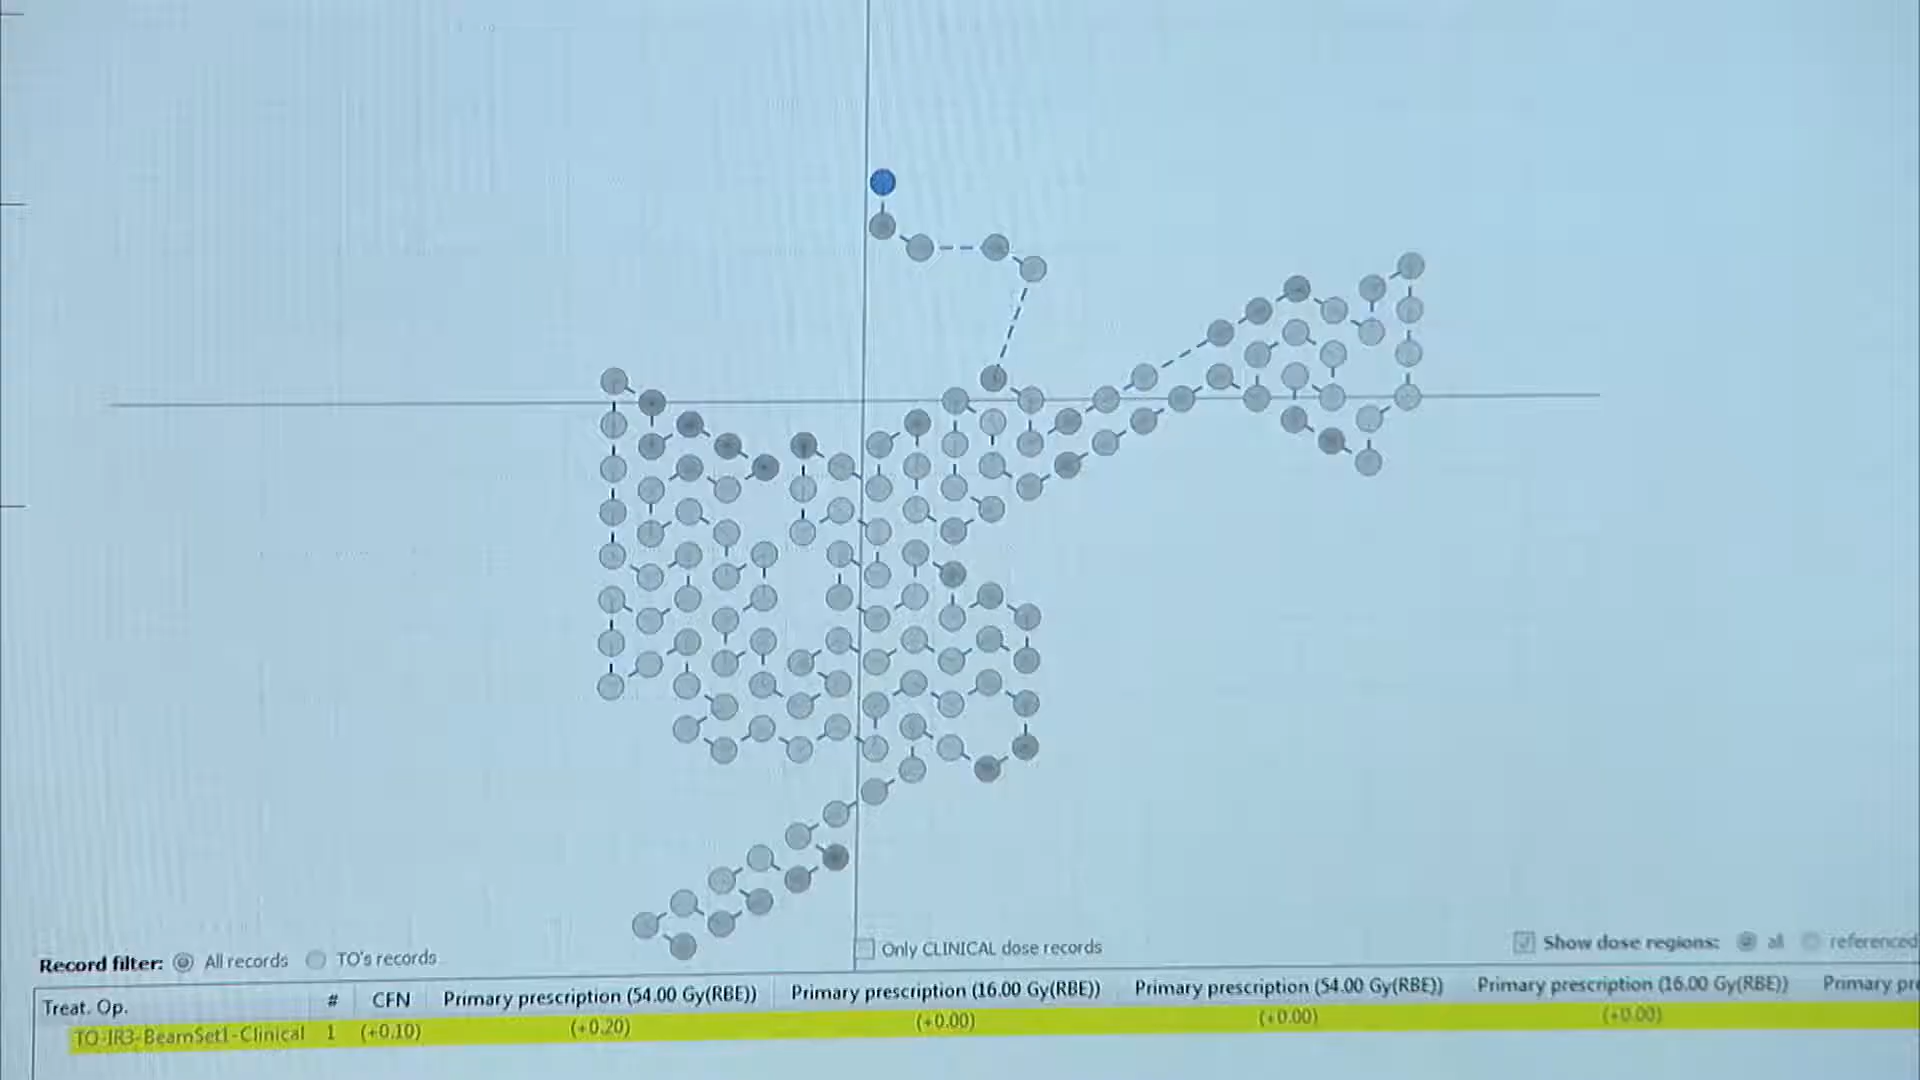 Record filter: All records TO's records Only CLINICAL dose records Show dose regions: all referenced
Treat. Op. # CFN Primary prescription (54.00 Gy(RBE)) Primary prescription (16.00 Gy(RBE)) Primary prescription (54.00 Gy(RBE)) Primary prescription (16.00 Gy(RBE)) Primary pre
TO-IR3-BeamSet1-Clinical 1 (+0.10) (+0.20) (+0.00) (+0.00) (+0.00)